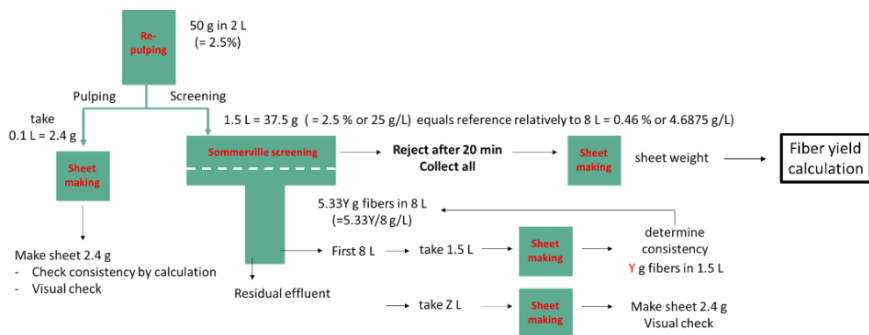 Re-
pulping
50 g in 2 L
(= 2.5%)
Pulping
Screening
take
0.1 L = 2.4 g
1.5 L = 37.5 g ( = 2.5 % or 25 g/L) equals reference relatively to 8 L = 0.46 % or 4.6875 g/L)
Sheet
making
Sommerville screening
Reject after 20 min
Collect all
Sheet
making
sheet weight
Fiber yield
calculation
5.33Y g fibers in 8 L
(=5.33Y/8 g/L)
Make sheet 2.4 g
- Check consistency by calculation
- Visual check
First 8 L
take 1.5 L
Sheet
making
determine
consistency
Y g fibers in 1.5 L
Residual effluent
take Z L
Sheet
making
Make sheet 2.4 g
Visual check